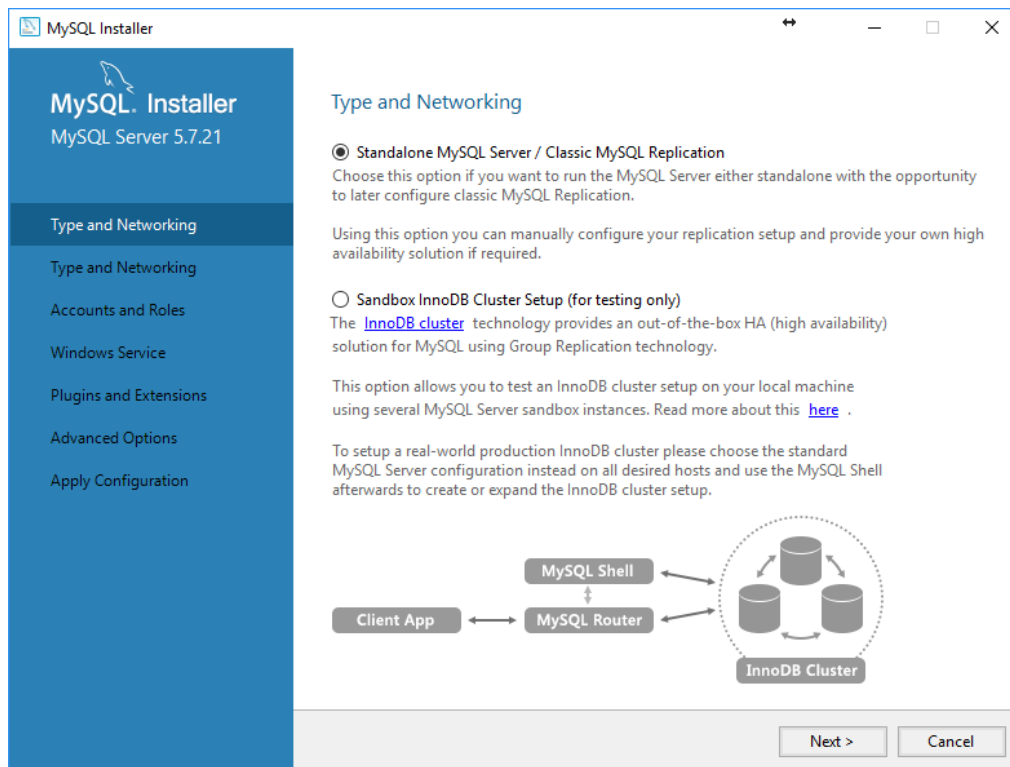 MySQL Installer
MySQL. Installer
MySQL Server 5.7.21
Type and Networking
Type and Networking
Accounts and Roles
Windows Service
Plugins and Extensions
Advanced Options
Apply Configuration
Type and Networking
Standalone MySQL Server / Classic MySQL Replication
Choose this option if you want to run the MySQL Server either standalone with the opportunity
to later configure classic MySQL Replication.
Using this option you can manually configure your replication setup and provide your own high
availability solution if required.
Sandbox InnoDB Cluster Setup (for testing only)
The InnoDB cluster technology provides an out-of-the-box HA (high availability)
solution for MySQL using Group Replication technology.
This option allows you to test an InnoDB cluster setup on your local machine
using several MySQL Server sandbox instances. Read more about this here .
To setup a real-world production InnoDB cluster please choose the standard
MySQL Server configuration instead on all desired hosts and use the MySQL Shell
afterwards to create or expand the InnoDB cluster setup.
MySQL Shell
Client App
MySQL Router
InnoDB Cluster
Next >
Cancel